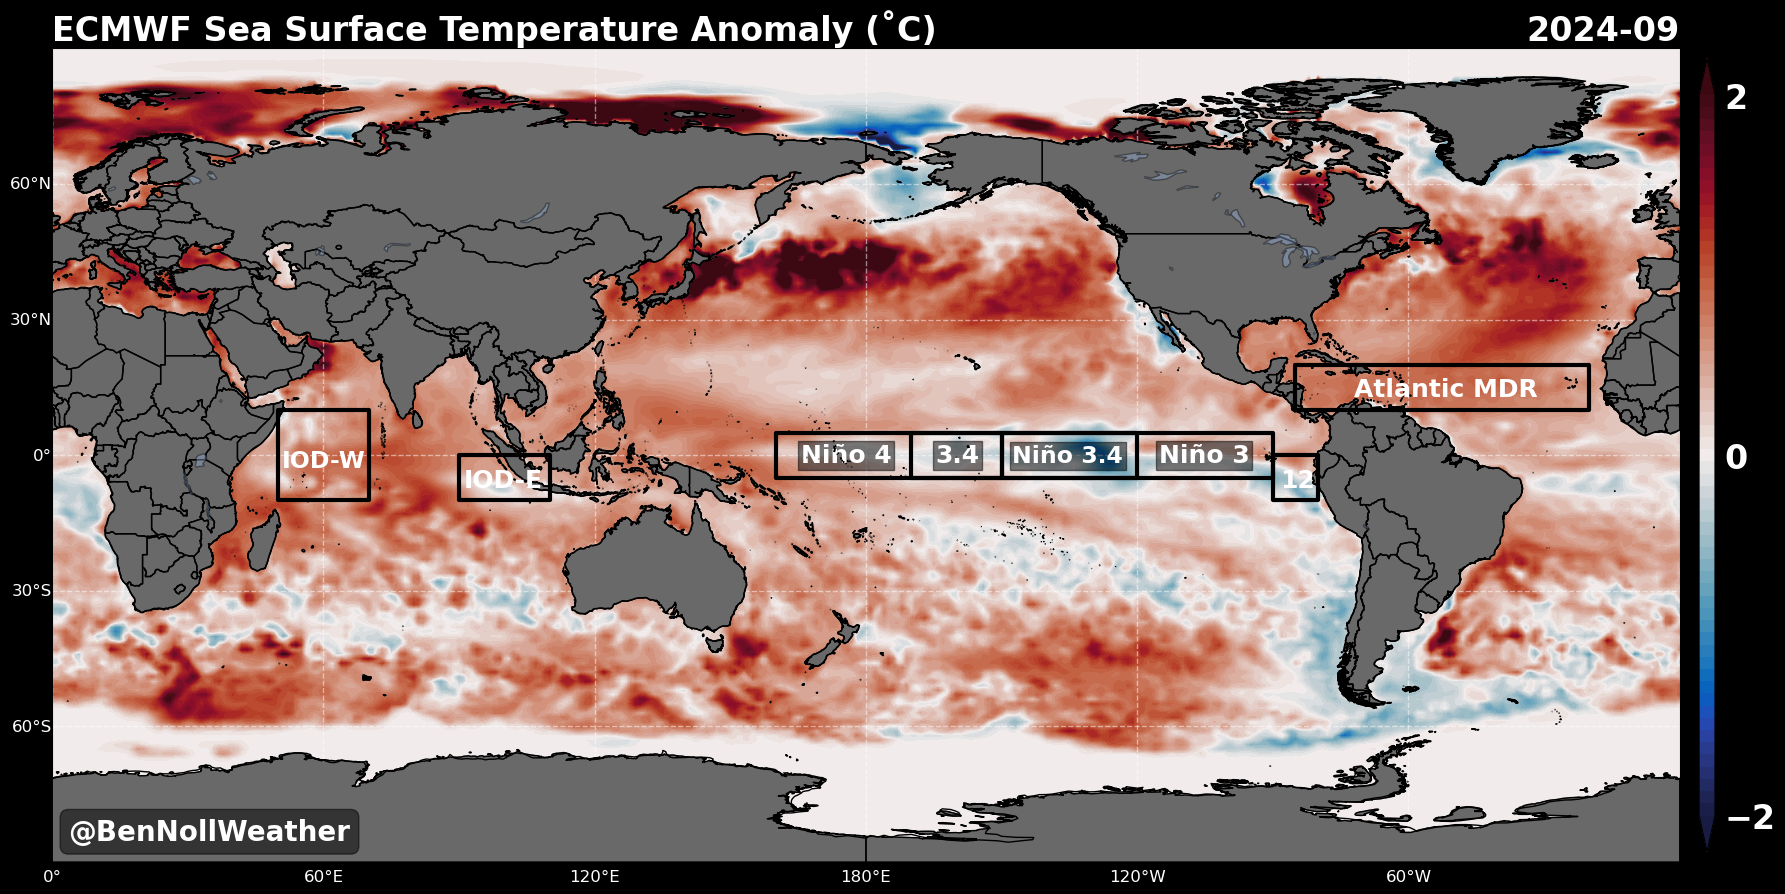 ECMWF Sea Surface Temperature Anomaly (˚C)
2024-09
2
0
−2
60°N
30°N
0°
30°S
60°S
IOD-W
IOD-E
Niño 4
3.4
Niño 3.4
Niño 3
12
Atlantic MDR
@BenNollWeather
0°
60°E
120°E
180°E
120°W
60°W